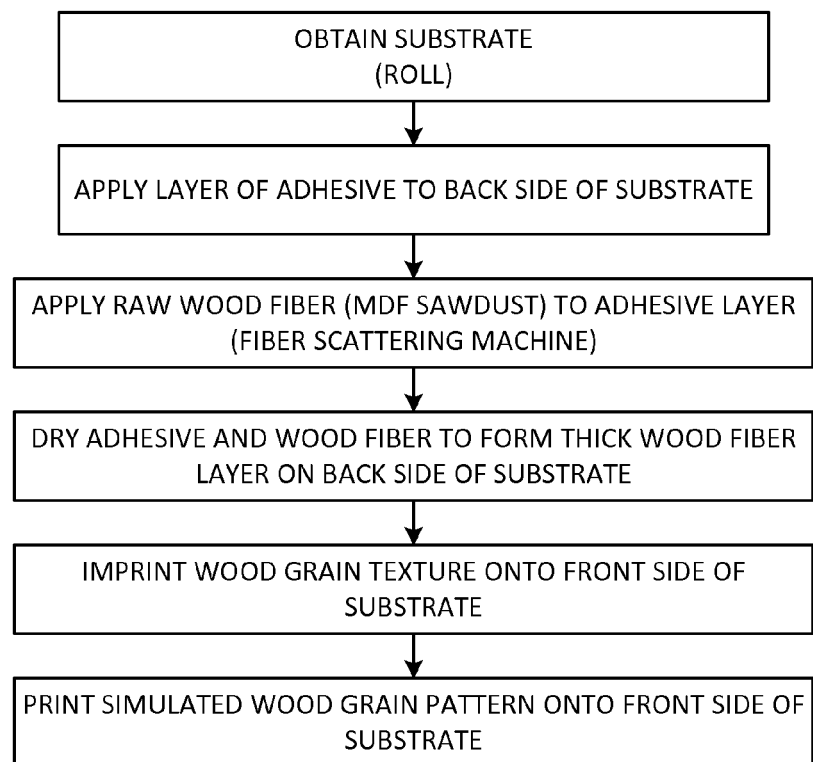 OBTAIN SUBSTRATE
(ROLL)
APPLY LAYER OF ADHESIVE TO BACK SIDE OF SUBSTRATE
APPLY RAW WOOD FIBER (MDF SAWDUST) TO ADHESIVE LAYER
(FIBER SCATTERING MACHINE)
DRY ADHESIVE AND WOOD FIBER TO FORM THICK WOOD FIBER
LAYER ON BACK SIDE OF SUBSTRATE
IMPRINT WOOD GRAIN TEXTURE ONTO FRONT SIDE OF
SUBSTRATE
PRINT SIMULATED WOOD GRAIN PATTERN ONTO FRONT SIDE OF
SUBSTRATE